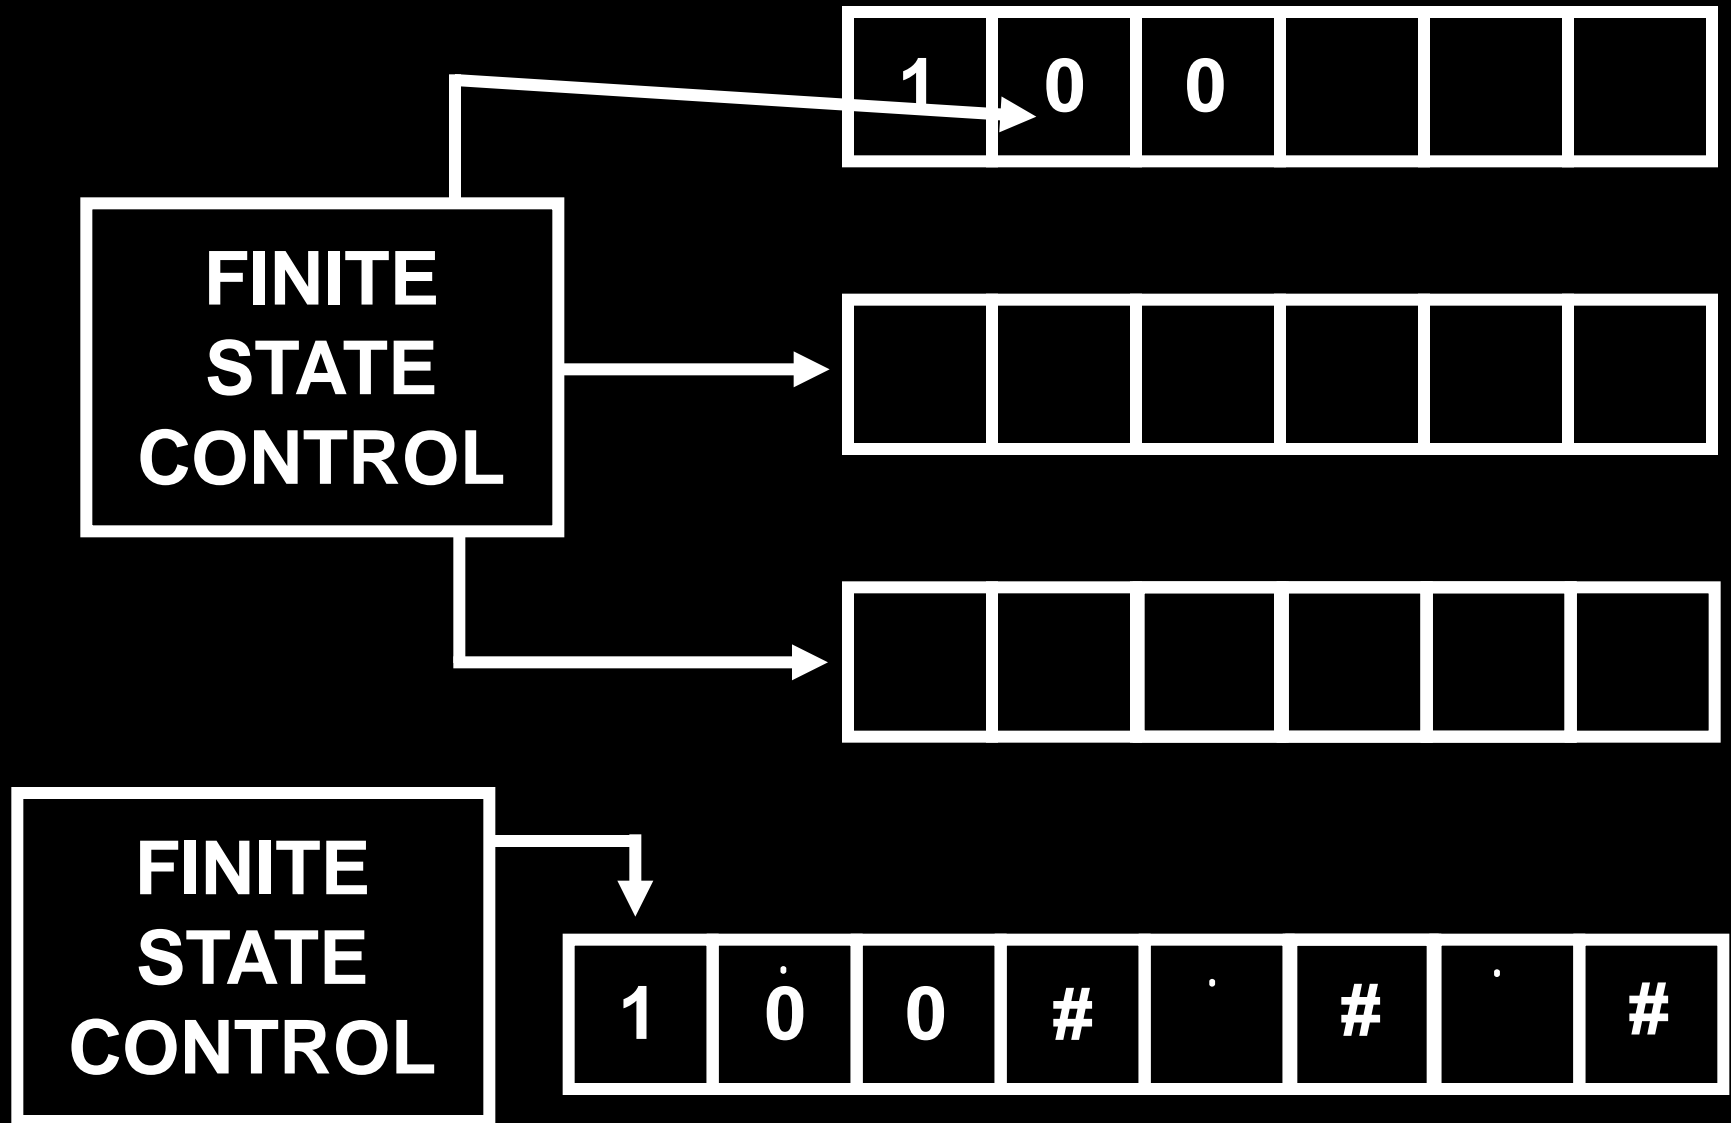 1 0 0
FINITE
STATE
CONTROL
FINITE
STATE
CONTROL
1 0 0 # # #